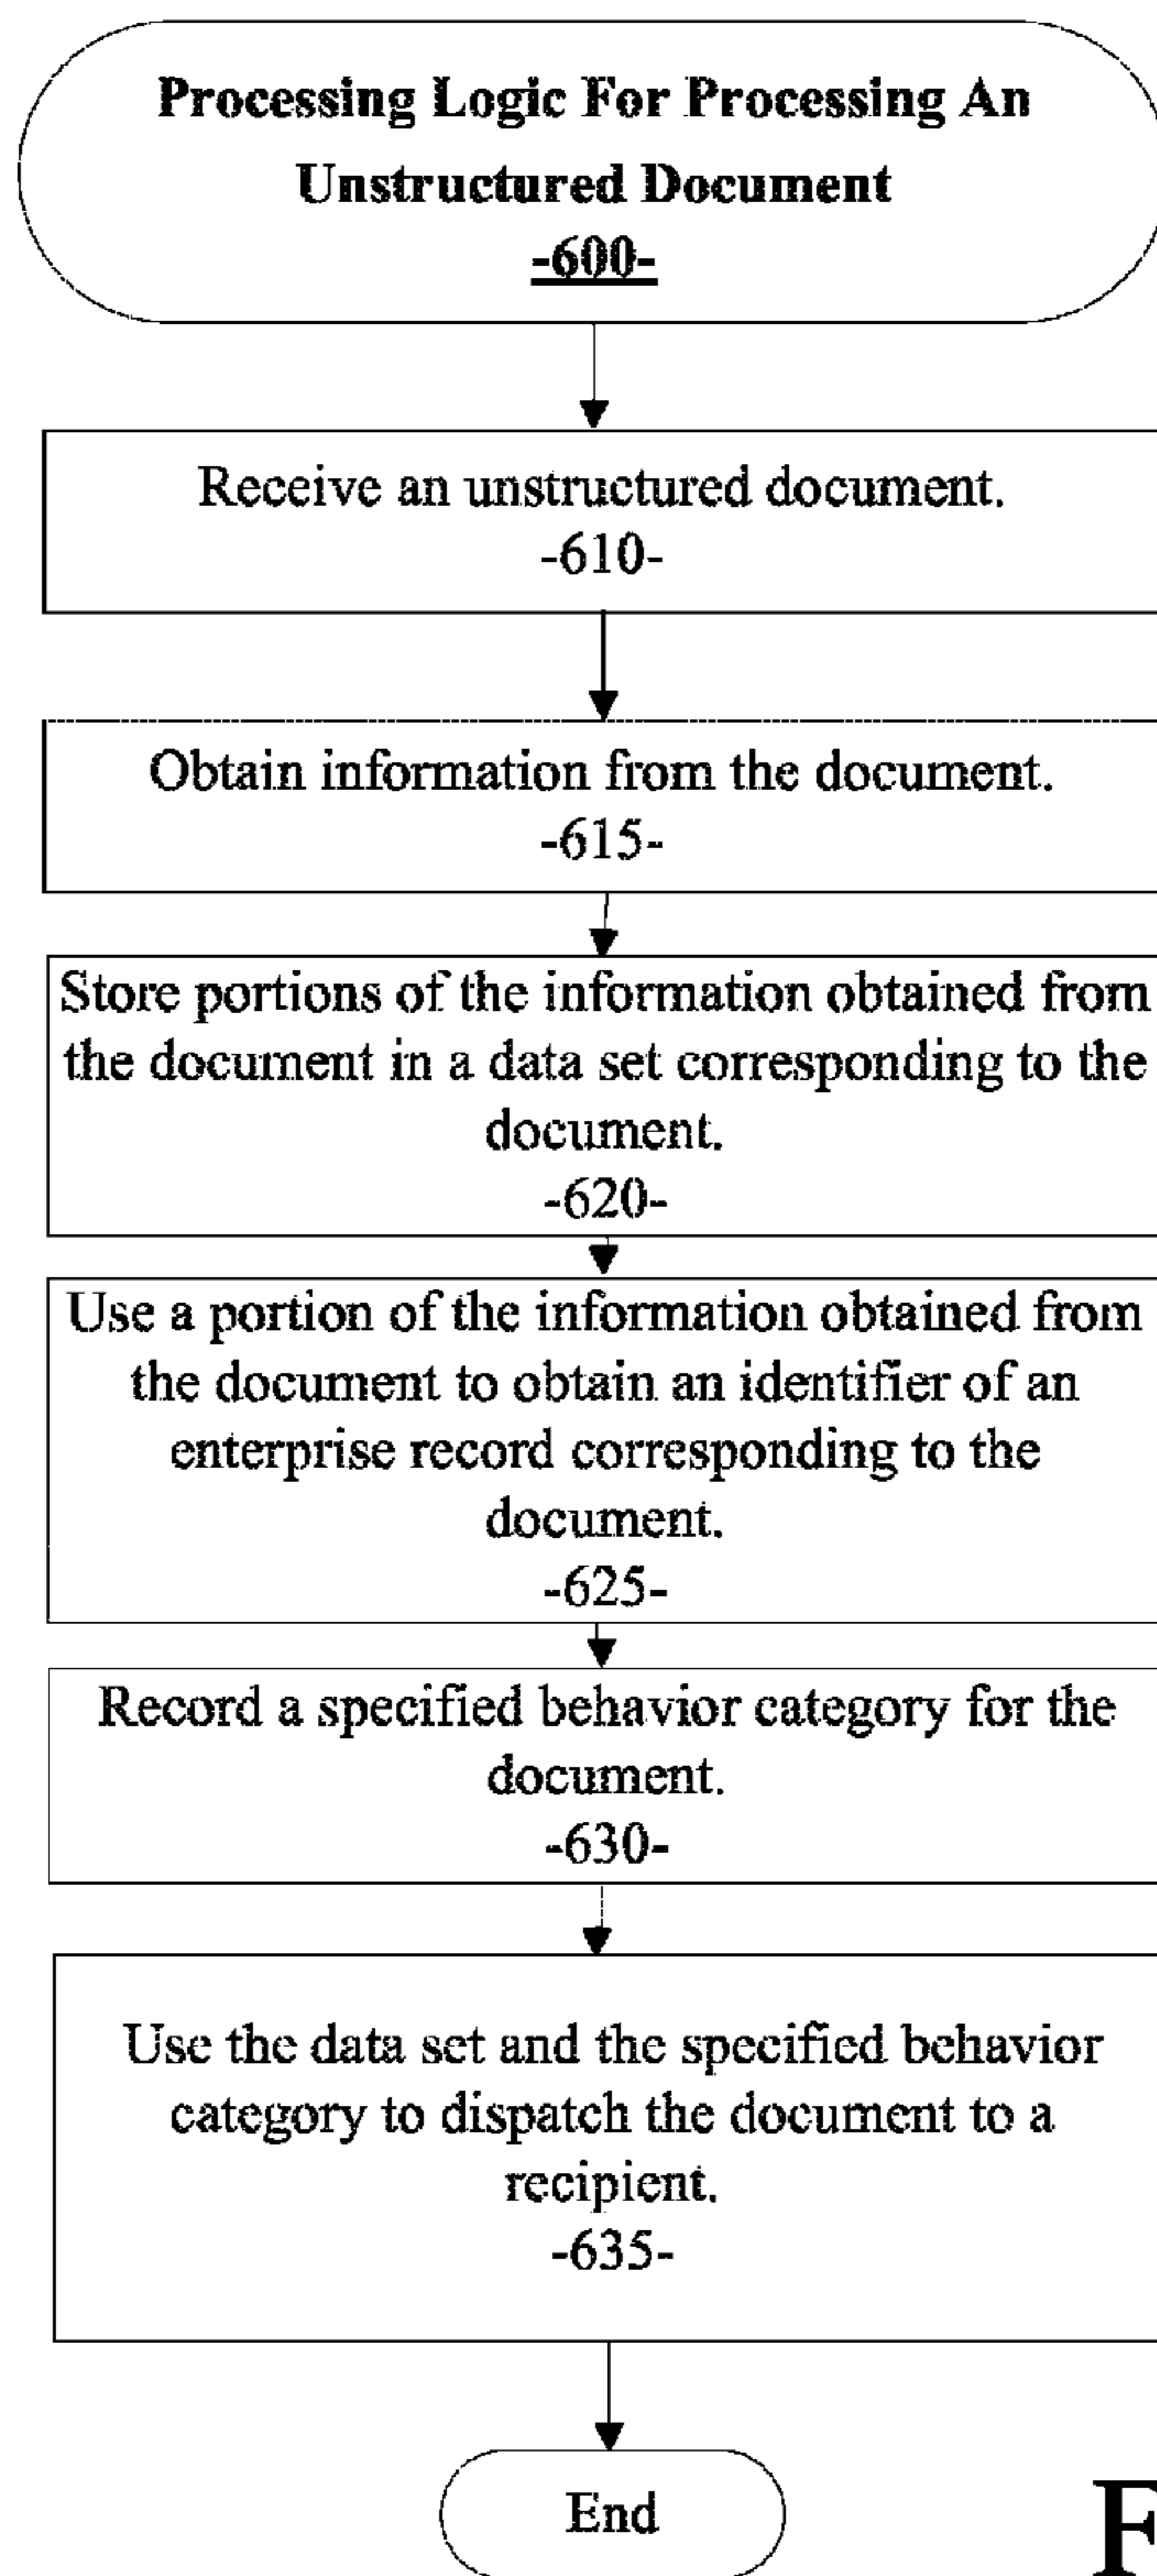 Processing Logic For Processing An
Unstructured Document
-600-
Receive an unstructured document.
-610-
Obtain information from the document.
-615-
Store portions of the information obtained from
the document in a data set corresponding to the
document.
-620-
Use a portion of the information obtained from
the document to obtain an identifier of an
enterprise record corresponding to the
document.
-625-
Record a specified behavior category for the
document.
-630-
Use the data set and the specified behavior
category to dispatch the document to a
recipient.
-635-
End
F